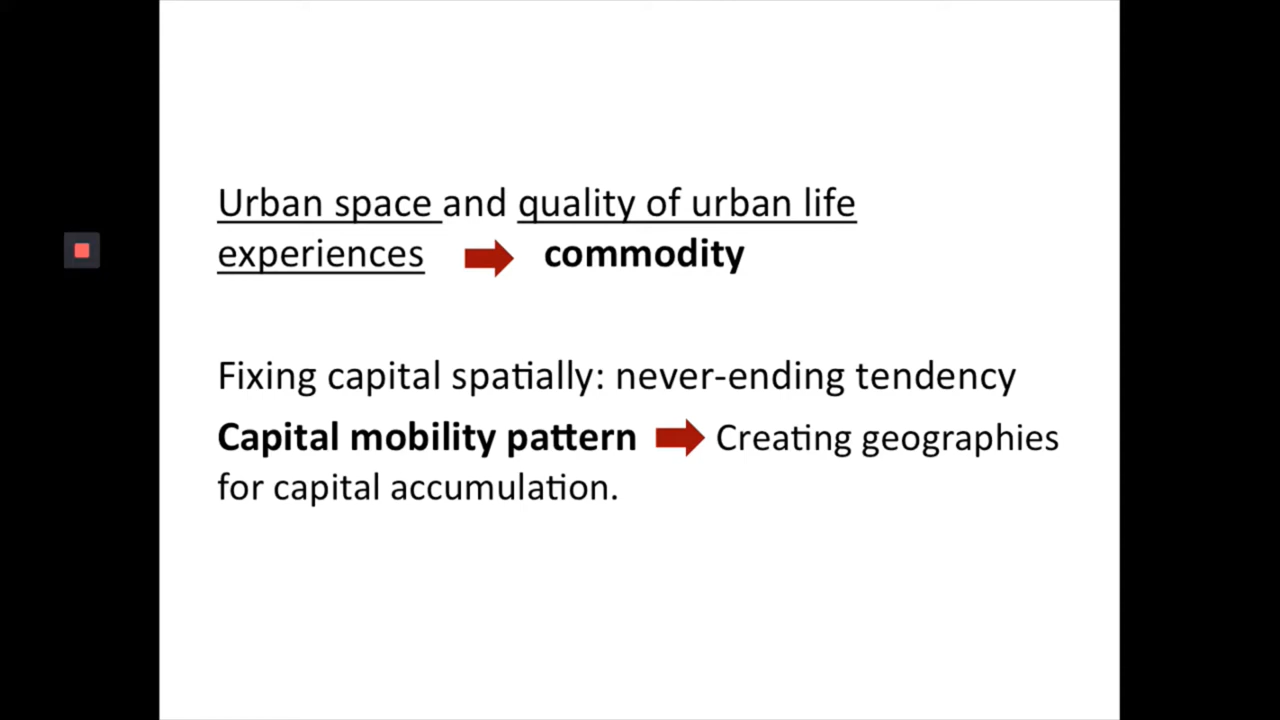 Urban space and quality of urban life
experiences commodity
Fixing capital spatially: never-ending tendency
Capital mobility pattern Creating geographies
for capital accumulation.